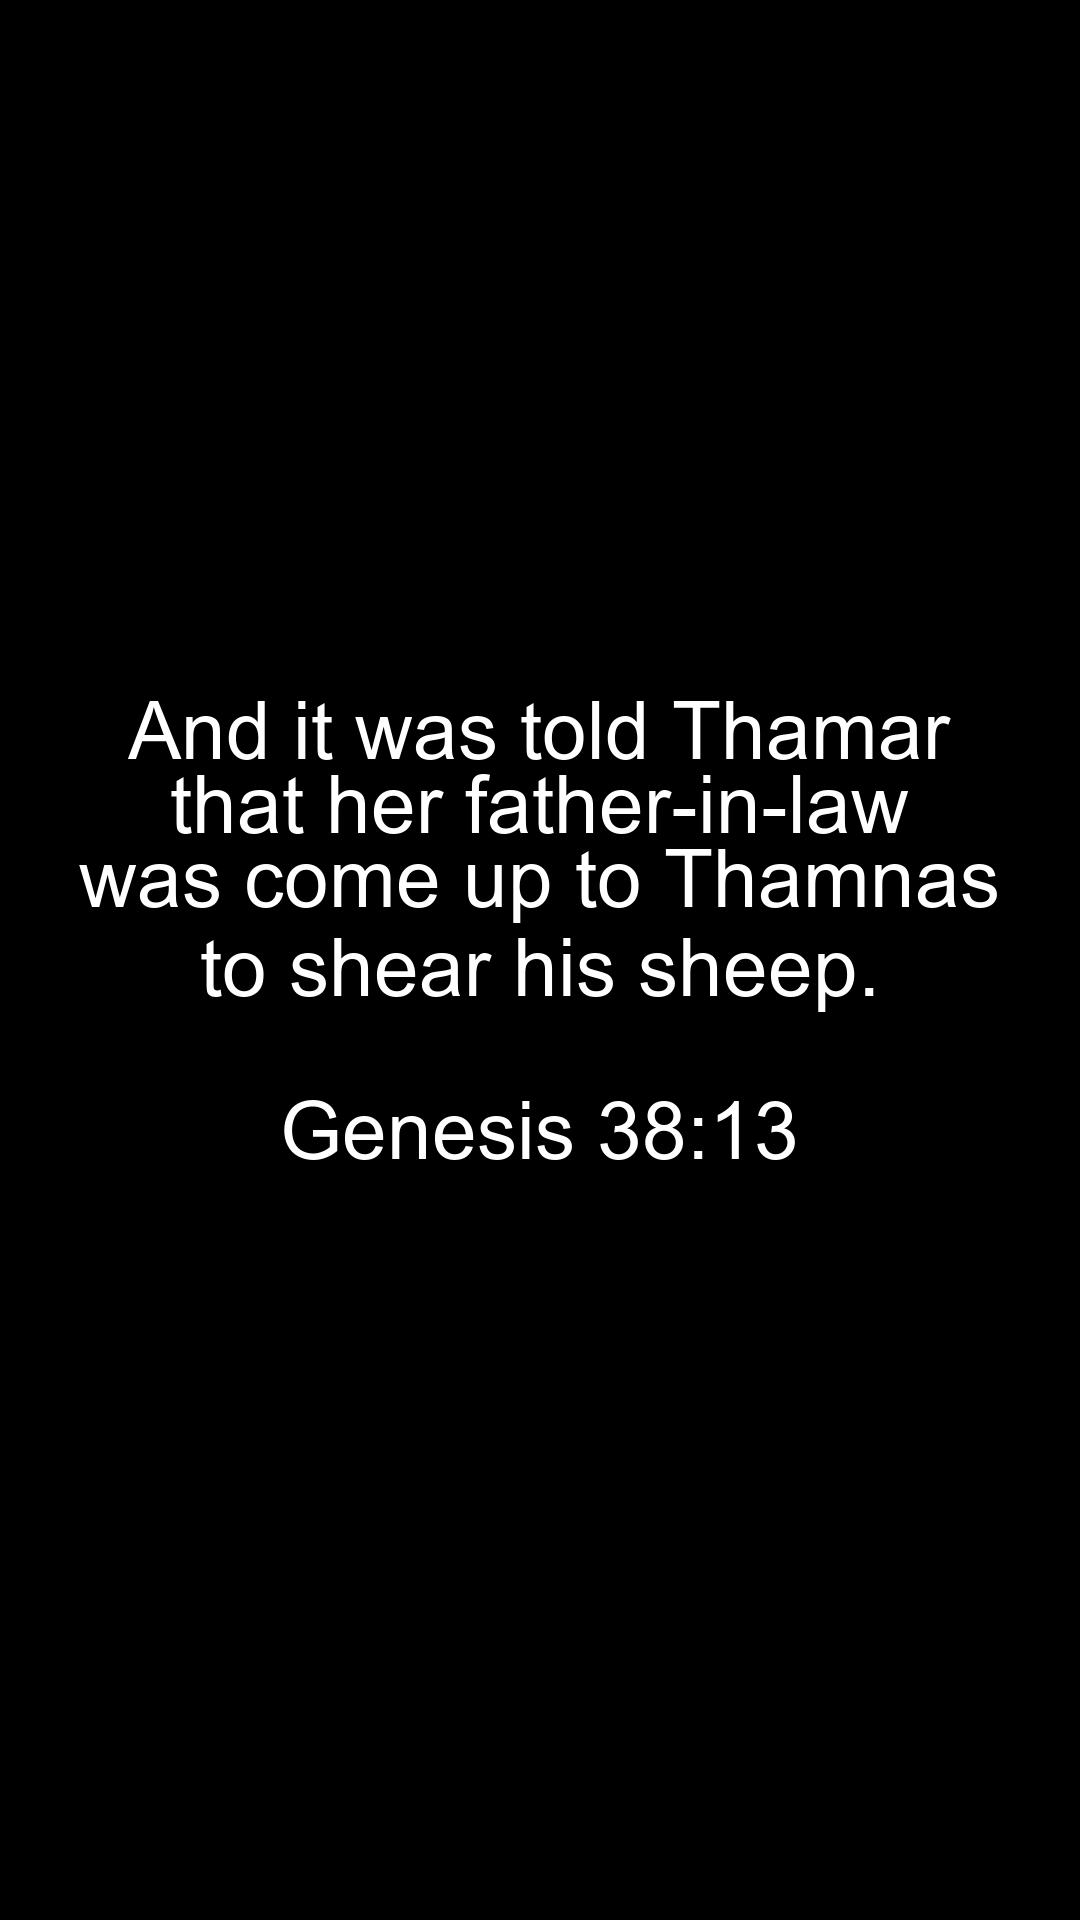 And it was told Thamar
that her father-in-law
was come up to Thamnas
to shear his sheep.
Genesis 38:13